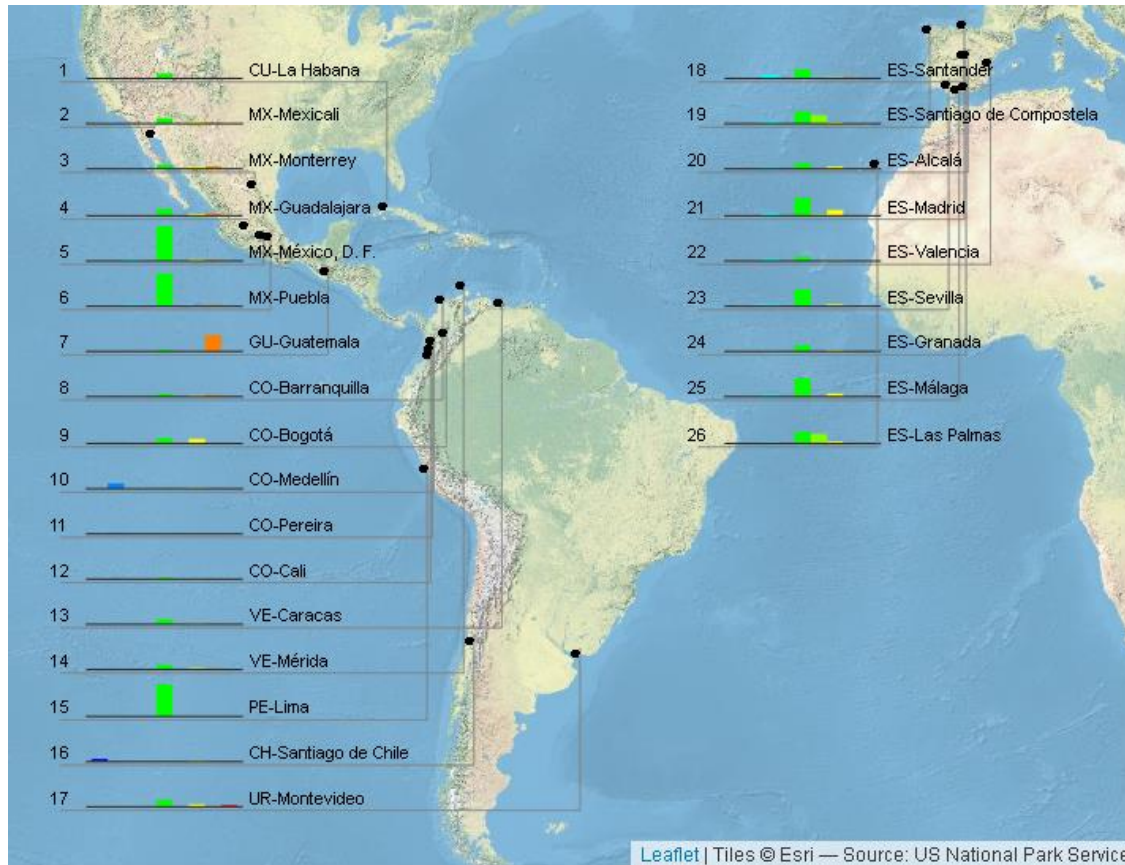 1 CU-La Habana
2 MX-Mexicali
3 MX-Monterrey
4 MX-Guadalajara
5 MX-México, D. F.
6 MX-Puebla
7 GU-Guatemala
8 CO-Barranquilla
9 CO-Bogotá
10 CO-Medellín
11 CO-Pereira
12 CO-Cali
13 VE-Caracas
14 VE-Mérida
15 PE-Lima
16 CH-Santiago de Chile
17 UR-Montevideo
18 ES-Santander
19 ES-Santiago de Compostela
20 ES-Alcalá
21 ES-Madrid
22 ES-Valencia
23 ES-Sevilla
24 ES-Granada
25 ES-Málaga
26 ES-Las Palmas
Leaflet | Tiles © Esri — Source: US National Park Service